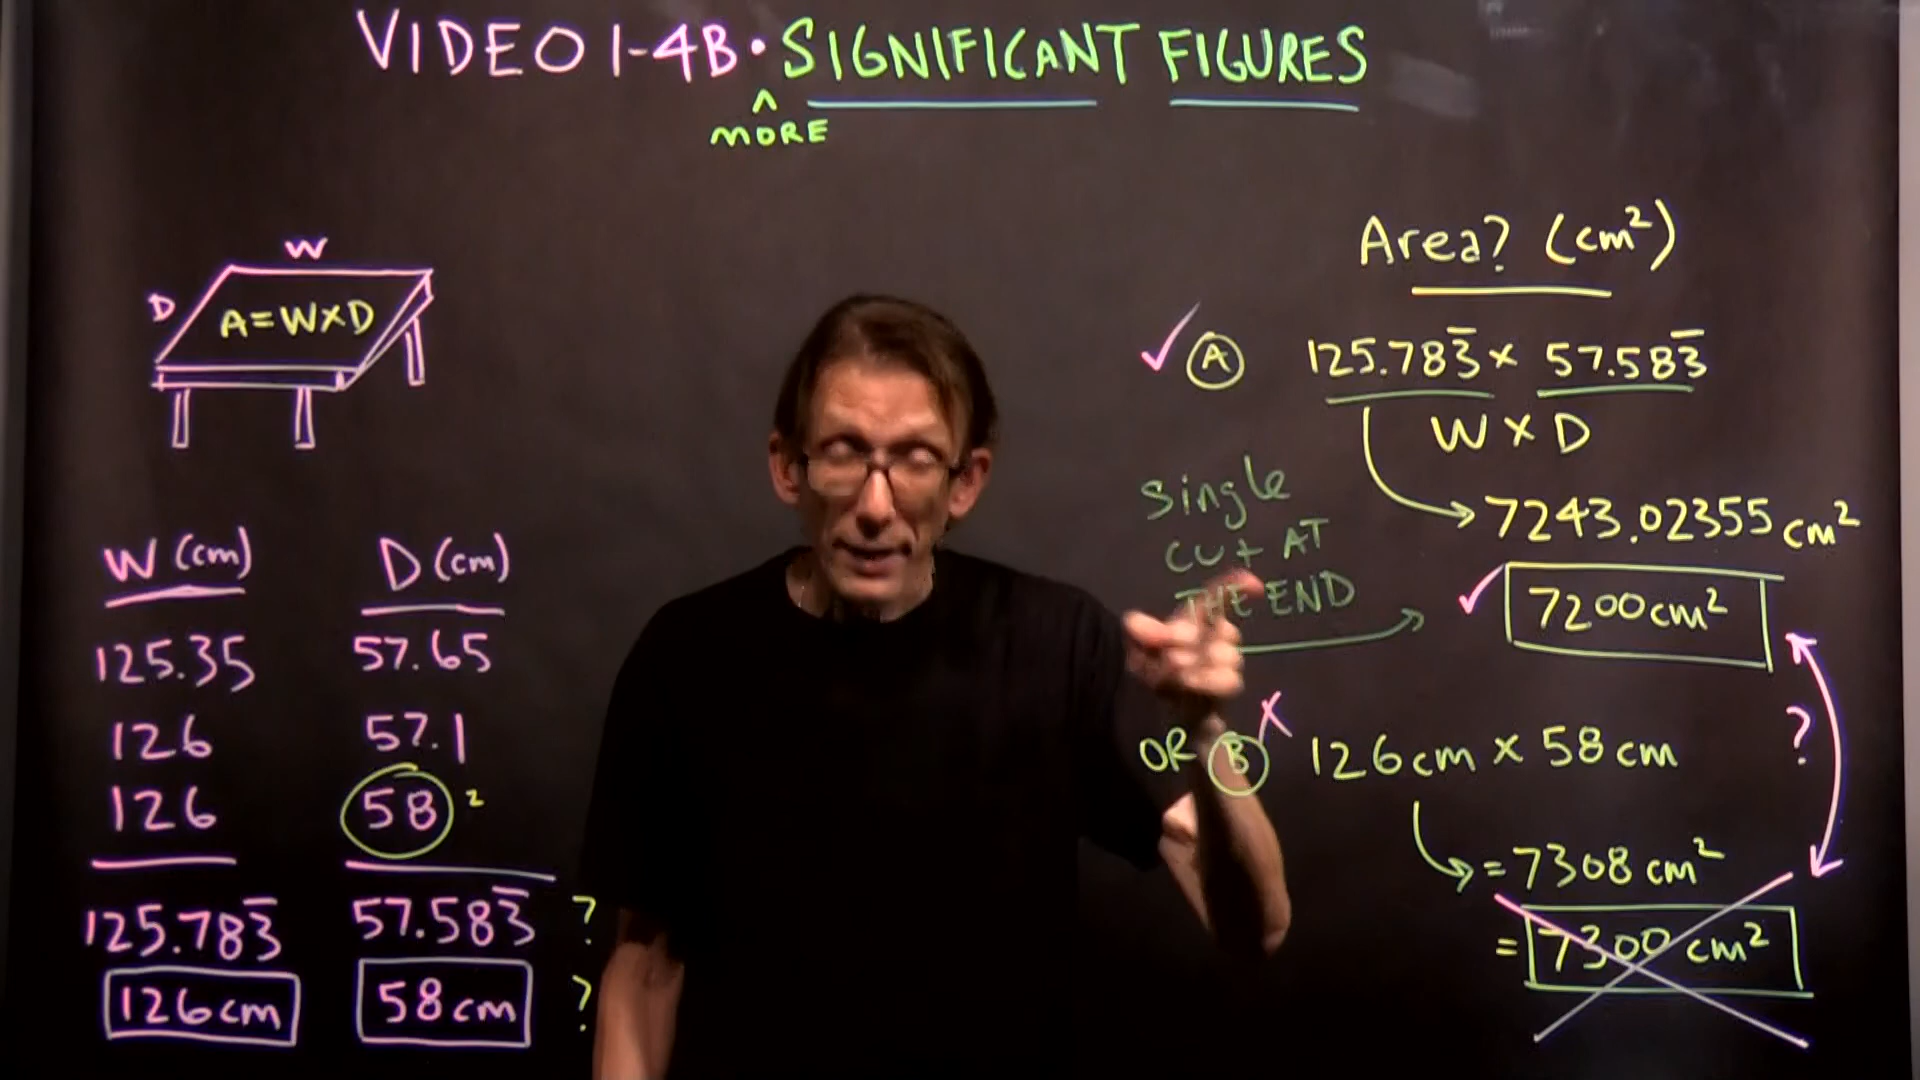 VIDEO 1-4B • SIGNIFICANT FIGURES
^
MORE
W
D
A = W X D
W (cm) D (cm)
125.35 57.65
126 57.1
126 58 2
125.783̅ 57.583̅ ?
126cm 58cm ?
Area? (cm²)
✓ A 125.783̅ × 57.583̅
W X D
7243.02355 cm²
Single
CUT AT
THE END
✓ 7200 cm²
?
OR B X 126cm X 58 cm
= 7308 cm²
= 7300 cm²